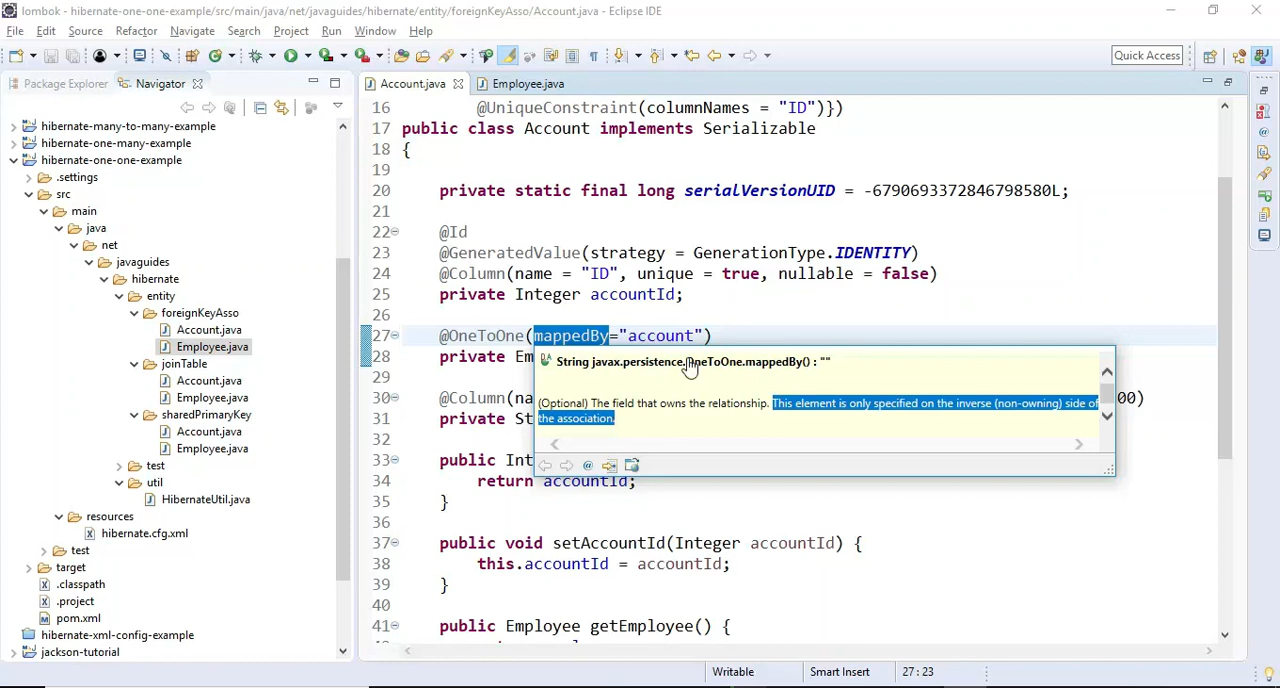 lombok - hibernate-one-one-example/src/main/java/net/javaguides/hibernate/entity/foreignKeyAsso/Account.java - Eclipse IDE
File Edit Source Refactor Navigate Search Project Run Window Help
Quick Access
Package Explorer Navigator
hibernate-many-to-many-example
hibernate-one-many-example
hibernate-one-one-example
.settings
src
main
java
net
javaguides
hibernate
entity
foreignKeyAsso
Account.java
Employee.java
joinTable
Account.java
Employee.java
sharedPrimaryKey
Account.java
Employee.java
test
util
HibernateUtil.java
resources
hibernate.cfg.xml
test
target
.classpath
.project
pom.xml
hibernate-xml-config-example
jackson-tutorial
Account.java Employee.java
16 @UniqueConstraint(columnNames = "ID")})
17 public class Account implements Serializable
18 {
19
20 private static final long serialVersionUID = -6790693372846798580L;
21
22 @Id
23 @GeneratedValue(strategy = GenerationType.IDENTITY)
24 @Column(name = "ID", unique = true, nullable = false)
25 private Integer accountId;
26
27 @OneToOne(mappedBy="account")
28 private Em
29
30 @Column(na 00)
31 private St
32
33 public Int
34 return accountId;
35 }
36
37 public void setAccountId(Integer accountId) {
38 this.accountId = accountId;
39 }
40
41 public Employee getEmployee() {
String javax.persistence.OneToOne.mappedBy() : ""
(Optional) The field that owns the relationship. This element is only specified on the inverse (non-owning) side of
the association.
Writable Smart Insert 27 : 23